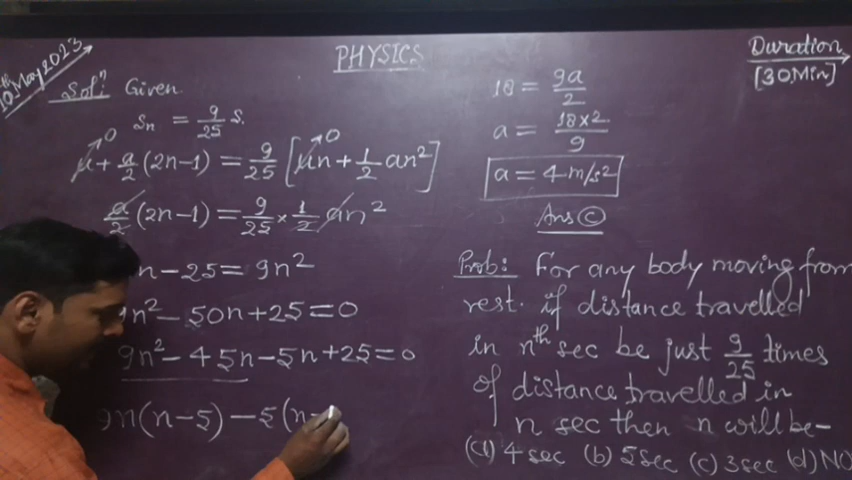 10th May 2023
PHYSICS
Duration
[30 Min]
Sol? Given
Sn = 9/25 S.
u→0 + a/2 (2n-1) = 9/25 [un→0 + 1/2 an²]
a/2 (2n-1) = 9/25 × 1/2 an²
n - 25 = 9n²
n² - 50n + 25 = 0
9n² - 45n - 5n + 25 = 0
9n(n-5) - 5(n-
18 = 9a/2
a = 18×2/9
a = 4 m/s²
Ans (c)
Prob: For any body moving from
rest. if distance travelled
in nth sec be just 9/25 times
of distance travelled in
n sec then n will be-
(a) 4 sec (b) 5 sec (c) 3 sec (d) NO